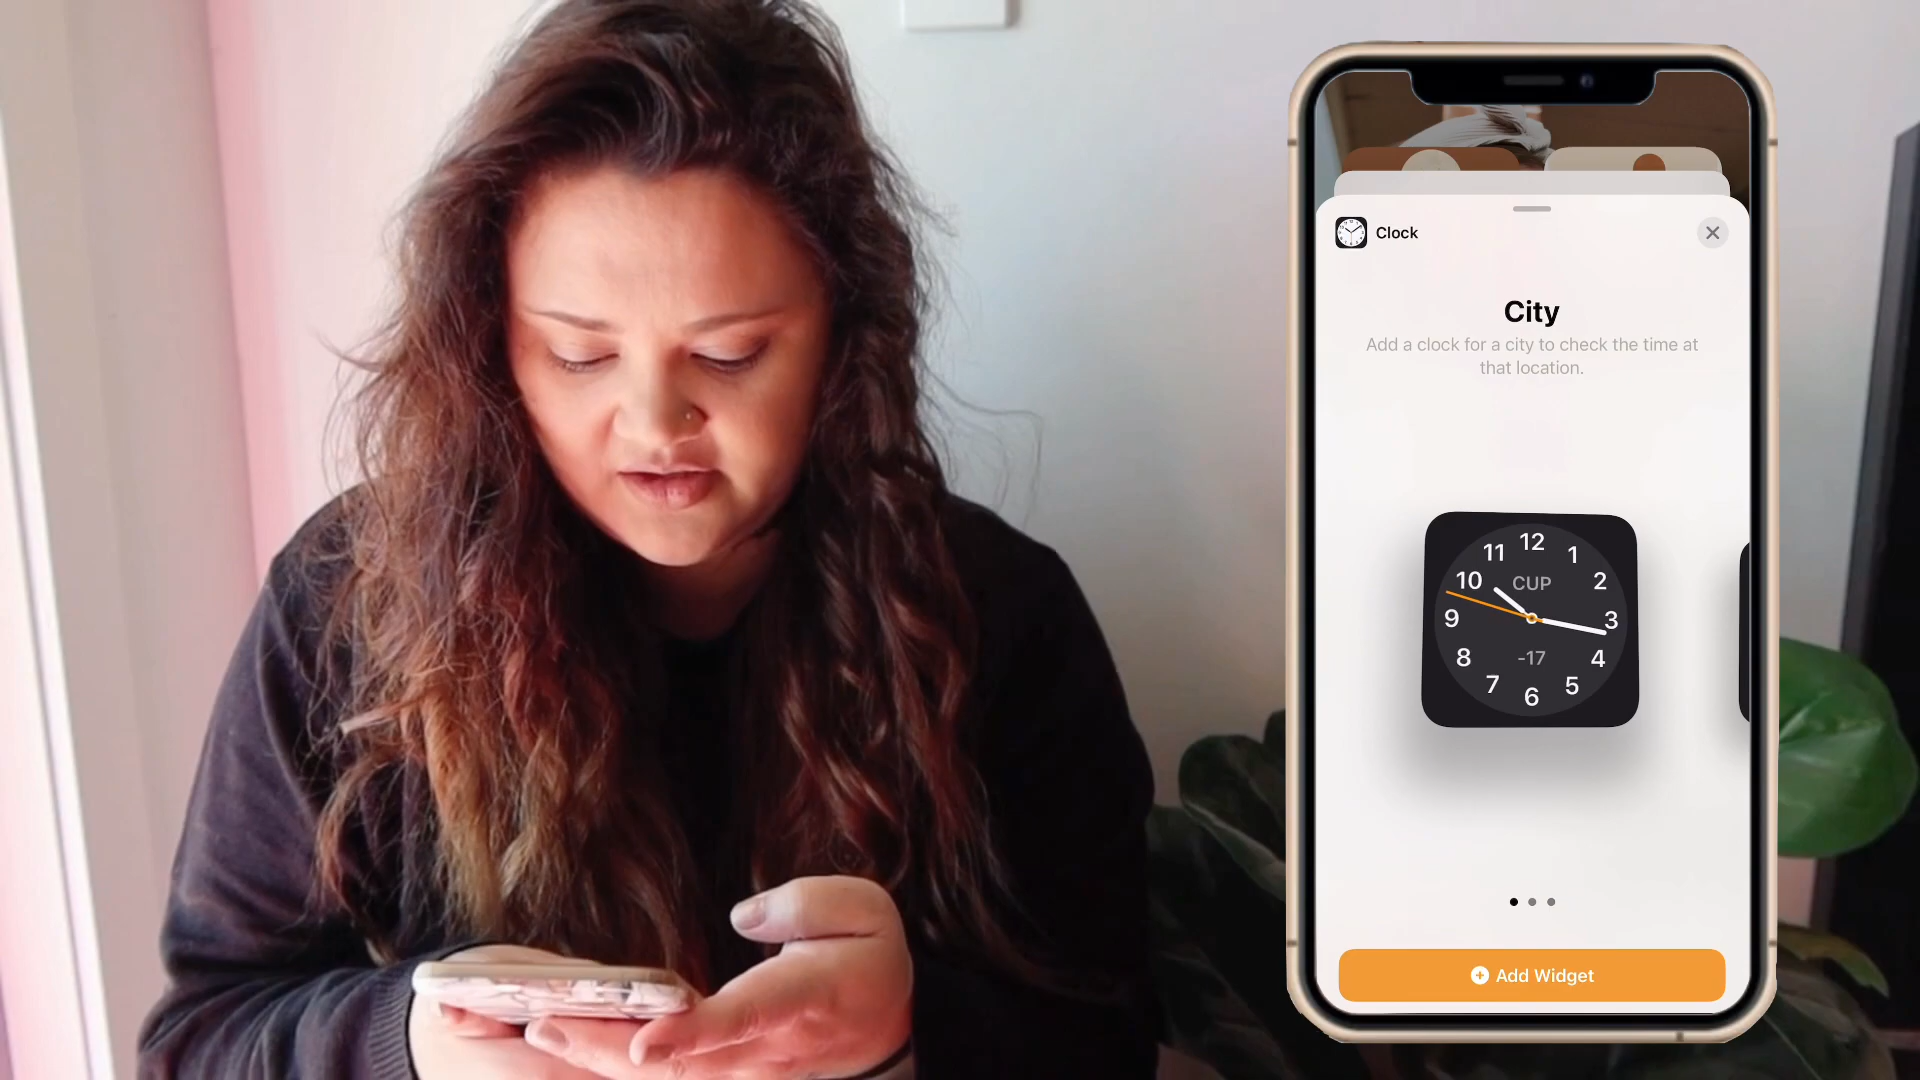 Clock
City
Add a clock for a city to check the time at
that location.
12
11
1
10
CUP
2
9
3
8
-17
4
7
5
6
Add Widget